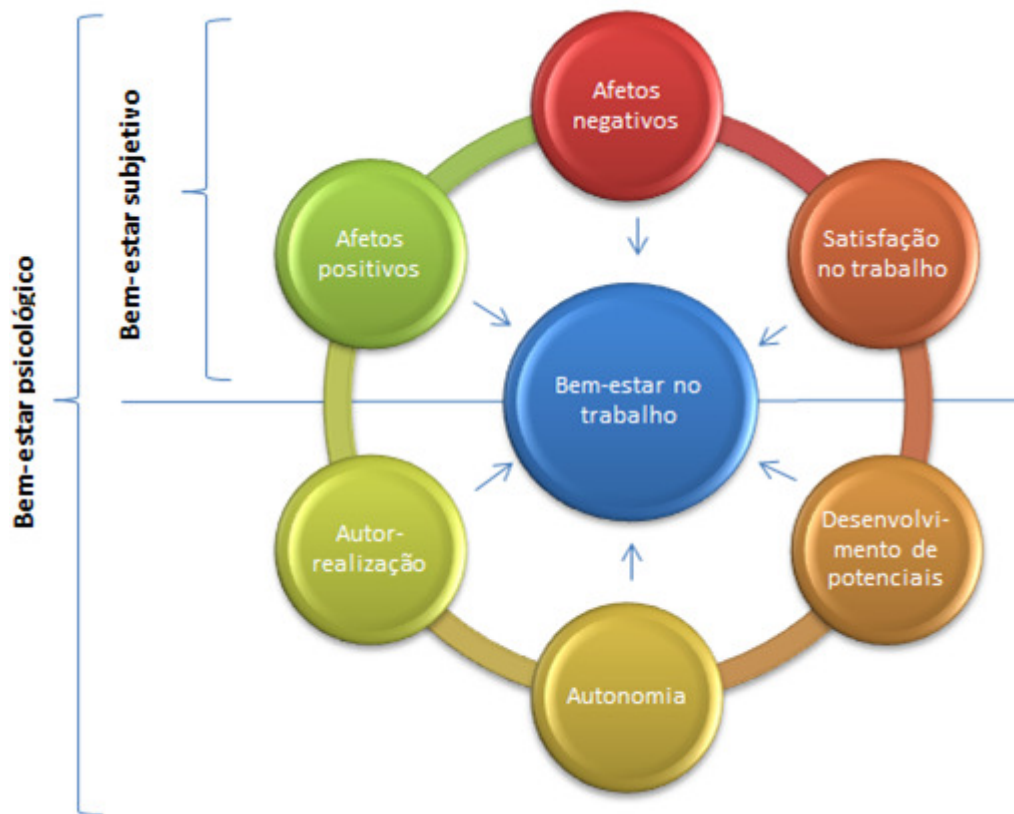 Bem-estar psicológico
Bem-estar subjetivo
Afetos
negativos
Afetos
positivos
Satisfação
no trabalho
Bem-estar no
trabalho
Autor-
realização
Desenvolvi-
mento de
potenciais
Autonomia